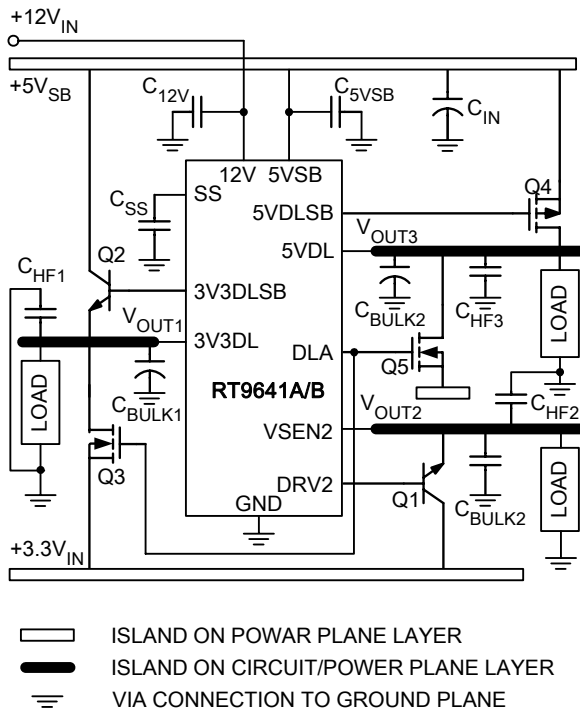 +12VIN
+5VSB
C12V
C5VSB
CIN
12V
5VSB
CSS
SS
Q4
5VDLSB
Q2
VOUT3
5VDL
CHF1
3V3DLSB
CBULK2
CHF3
LOAD
VOUT1
3V3DL
DLA
Q5
RT9641A/B
LOAD
CBULK1
VOUT2
CHF2
VSEN2
Q3
DRV2
Q1
CBULK2
LOAD
GND
+3.3VIN
ISLAND ON POWAR PLANE LAYER
ISLAND ON CIRCUIT/POWER PLANE LAYER
VIA CONNECTION TO GROUND PLANE